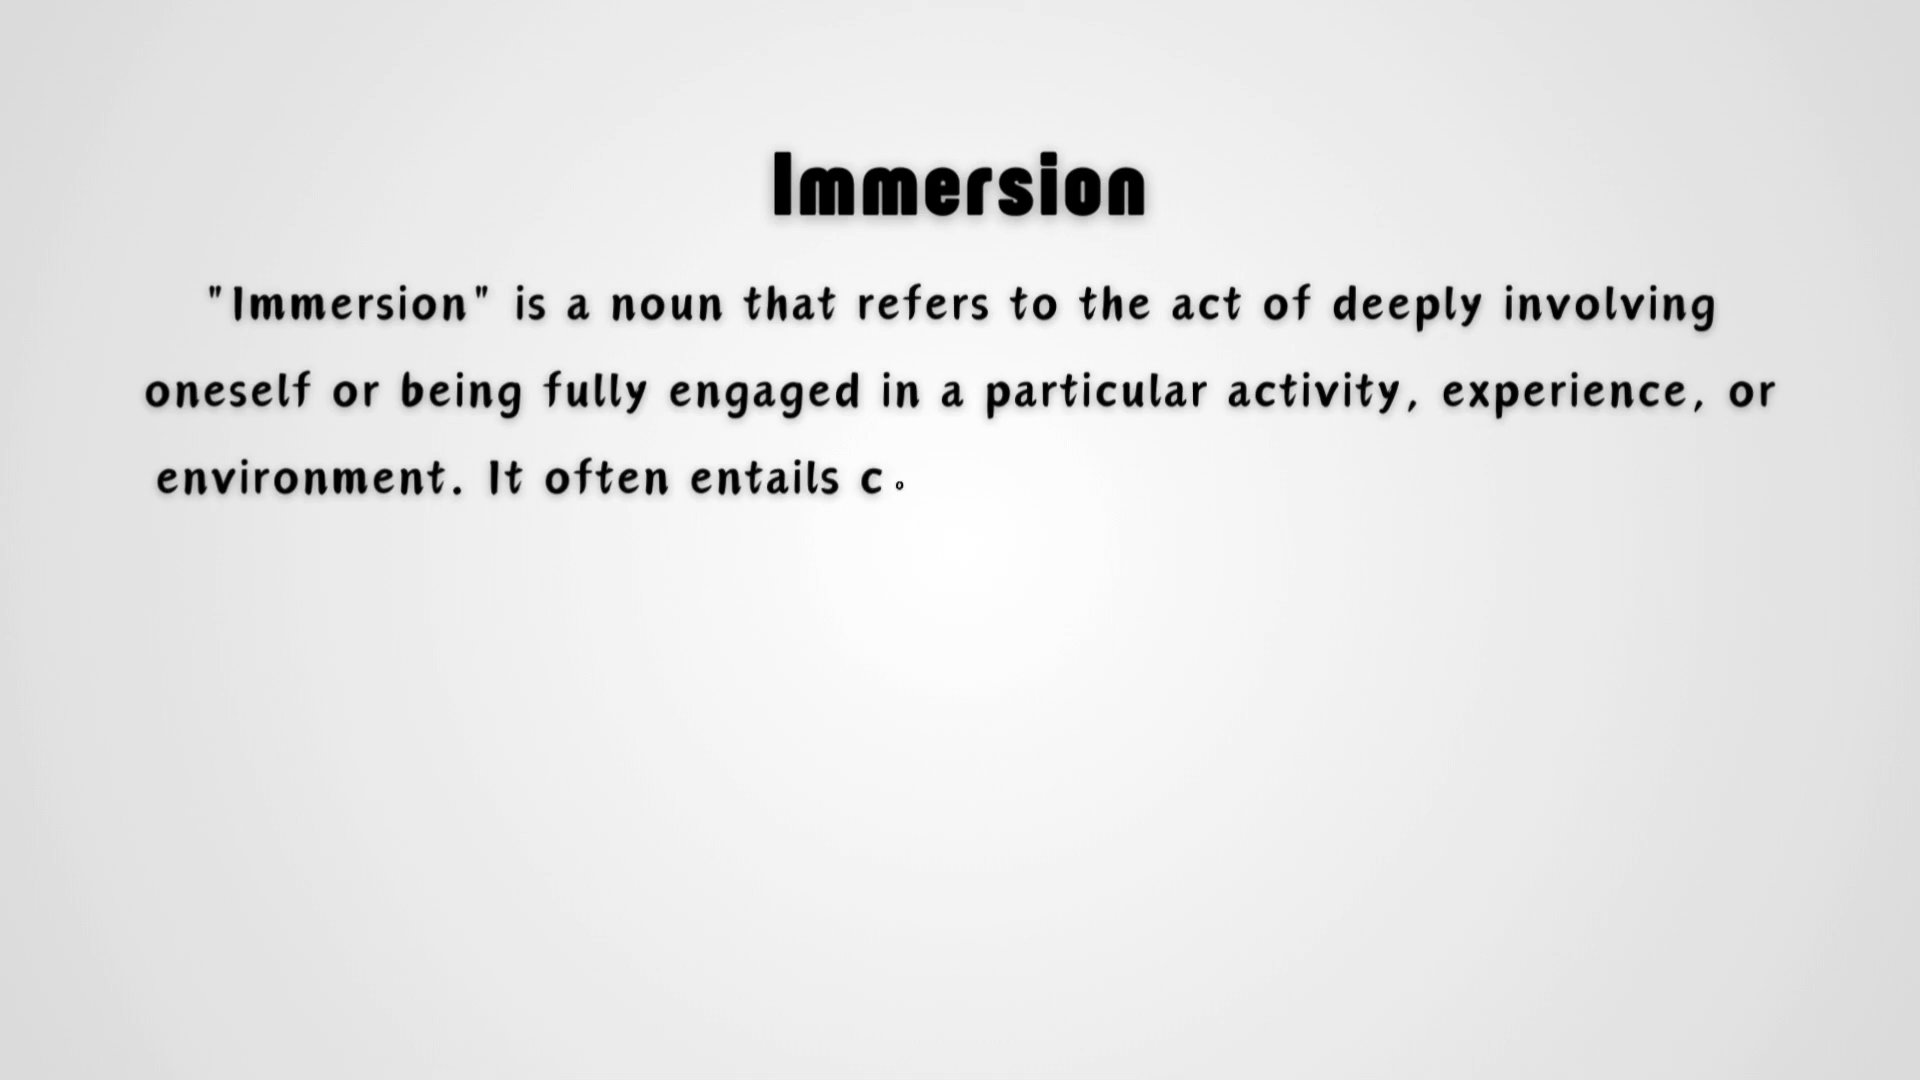 Immersion
"Immersion" is a noun that refers to the act of deeply involving
oneself or being fully engaged in a particular activity, experience, or
environment. It often entails co